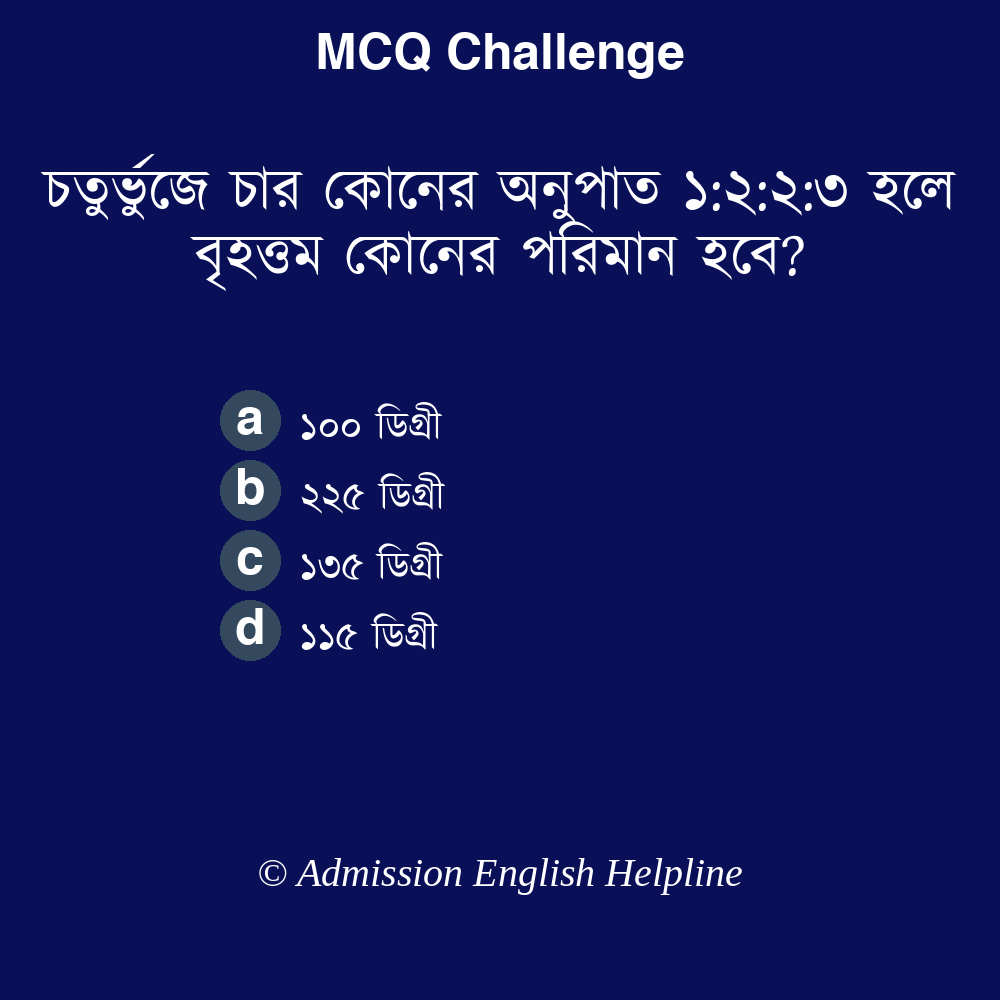 MCQ Challenge
চতুর্ভুজে চার কোনের অনুপাত ১:২:২:৩ হলে
বৃহত্তম কোনের পরিমান হবে?
a ১০০ ডিগ্রী
b ২২৫ ডিগ্রী
c ১৩৫ ডিগ্রী
d ১১৫ ডিগ্রী
© Admission English Helpline